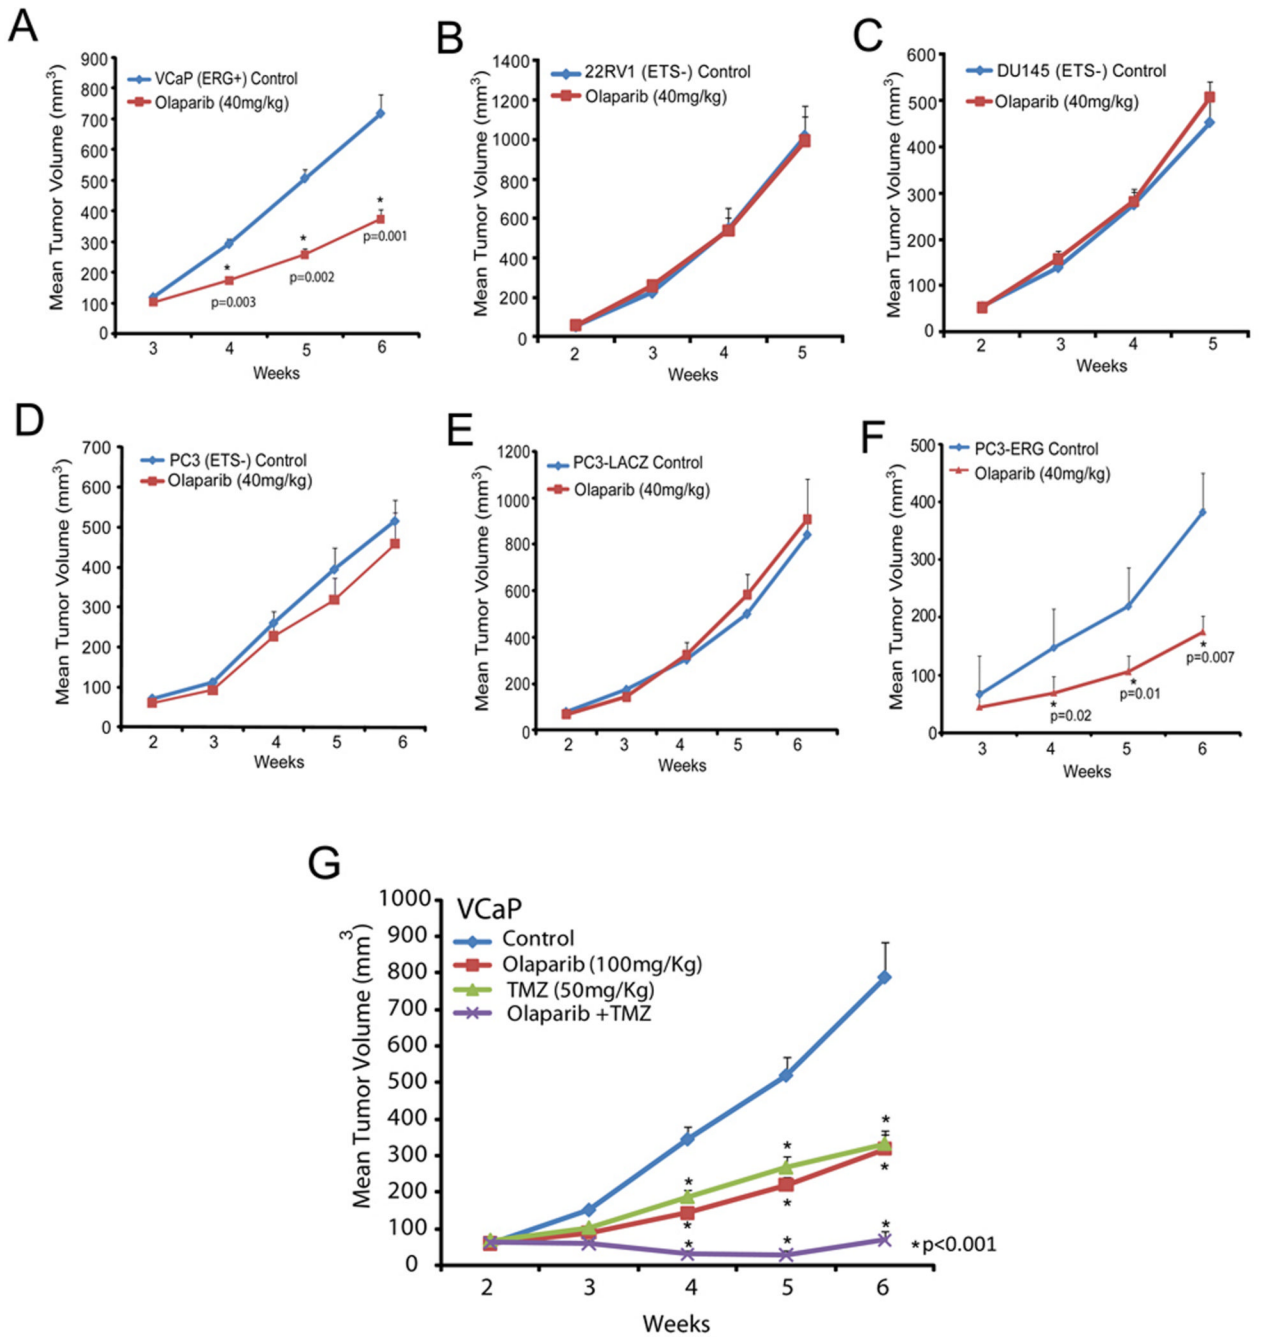 A
Mean Tumor Volume (mm³)
900
800
700
600
500
400
300
200
100
0
VCaP (ERG+) Control
Olaparib (40mg/kg)
*
p=0.003
*
p=0.002
*
p=0.001
3 4 5 6
Weeks
B
Mean Tumor Volume (mm³)
1400
1200
1000
800
600
400
200
0
22RV1 (ETS-) Control
Olaparib (40mg/kg)
2 3 4 5
Weeks
C
Mean Tumor Volume (mm³)
600
500
400
300
200
100
0
DU145 (ETS-) Control
Olaparib (40mg/kg)
2 3 4 5
Weeks
D
Mean Tumor Volume (mm³)
700
600
500
400
300
200
100
0
PC3 (ETS-) Control
Olaparib (40mg/kg)
2 3 4 5 6
Weeks
E
Mean Tumor Volume (mm³)
1200
1000
800
600
400
200
0
PC3-LACZ Control
Olaparib (40mg/kg)
2 3 4 5 6
Weeks
F
Mean Tumor Volume (mm³)
500
400
300
200
100
0
PC3-ERG Control
Olaparib (40mg/kg)
*
p=0.02
*
p=0.01
*
p=0.007
3 4 5 6
Weeks
G
Mean Tumor Volume (mm³)
1000
900
800
700
600
500
400
300
200
100
0
VCaP
Control
Olaparib (100mg/Kg)
TMZ (50mg/Kg)
Olaparib +TMZ
* * *
* * *
* * *
*p<0.001
2 3 4 5 6
Weeks